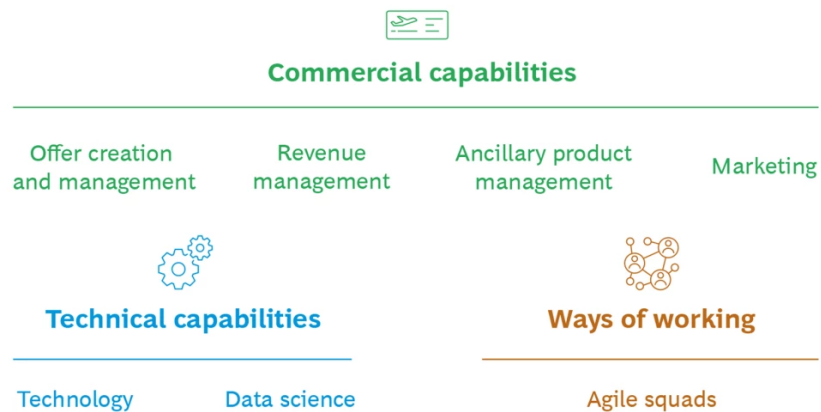 Commercial capabilities
Offer creation
and management
Revenue
management
Ancillary product
management
Marketing
Technical capabilities
Technology
Data science
Ways of working
Agile squads